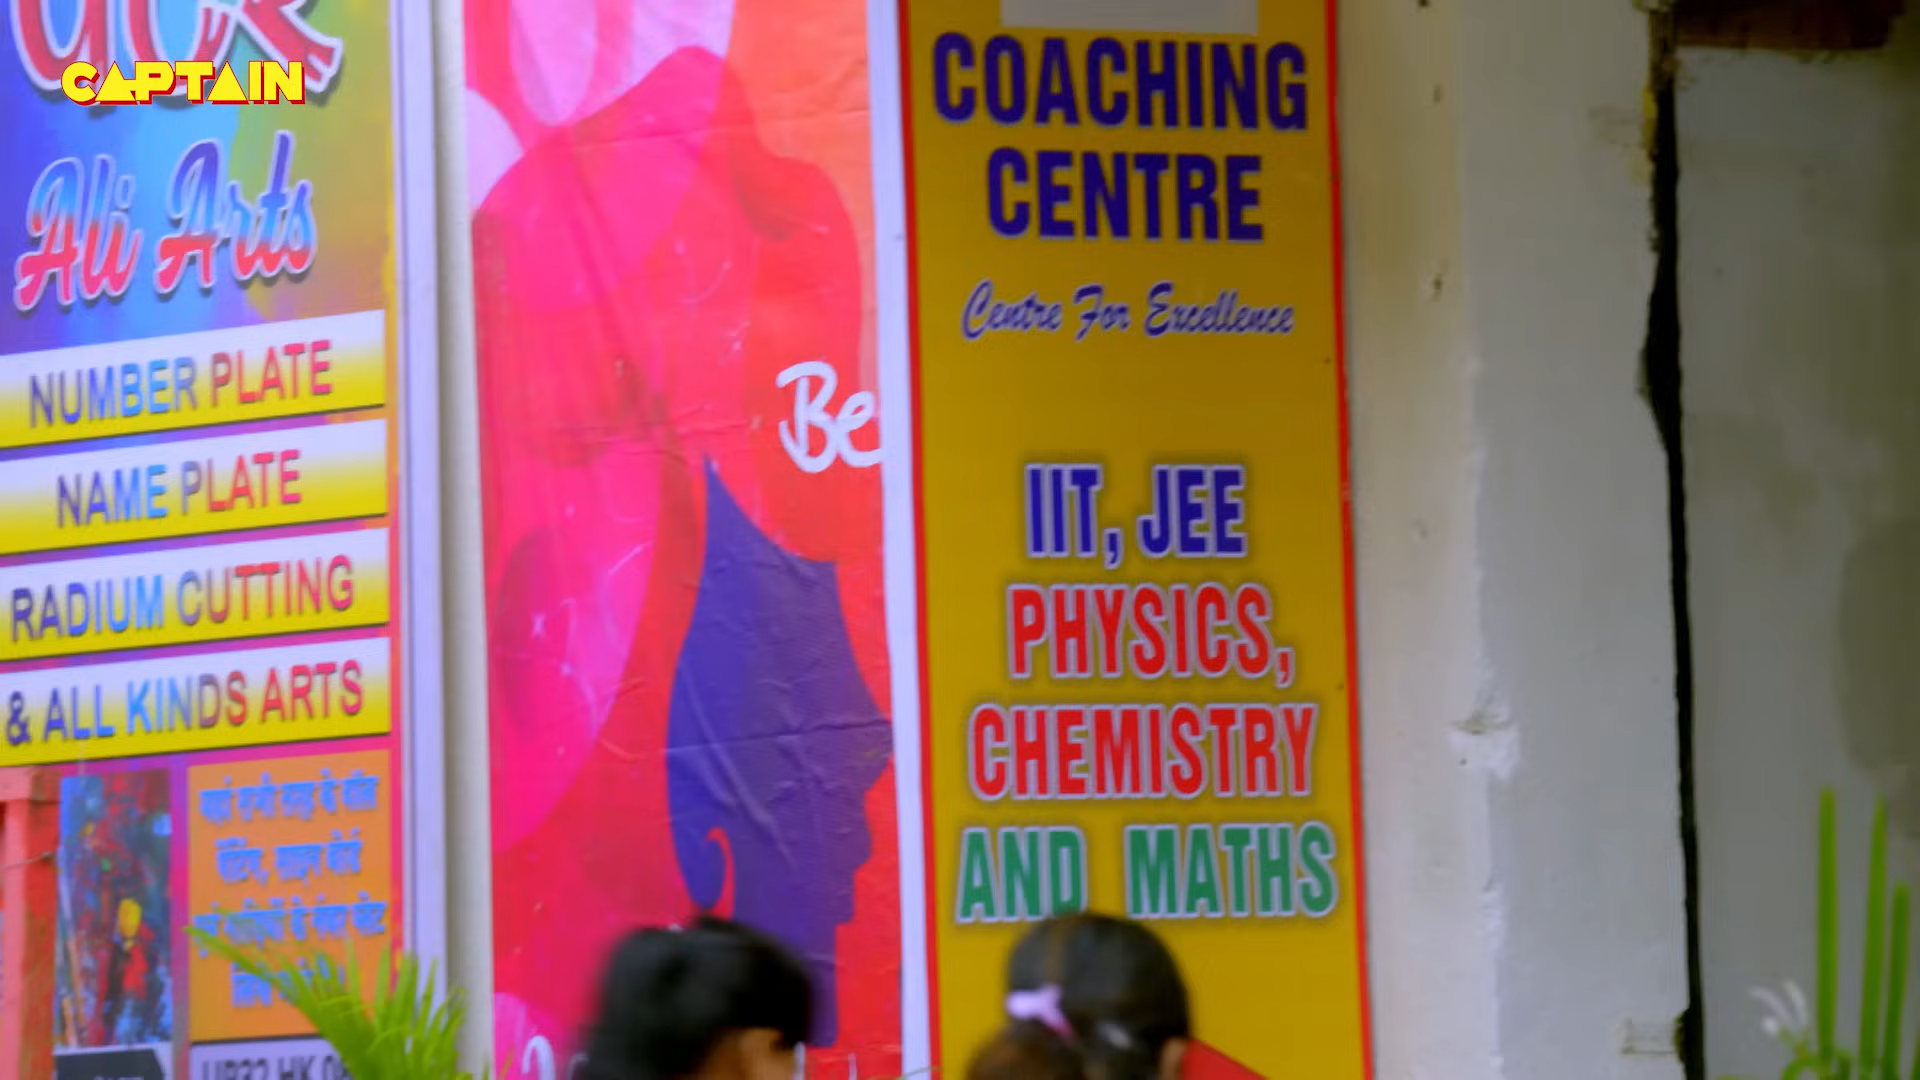 CAPTAIN
Ali Arts
NUMBER PLATE
NAME PLATE
RADIUM CUTTING
& ALL KINDS ARTS
Be
COACHING
CENTRE
Centre For Excellence
IIT, JEE
PHYSICS,
CHEMISTRY
AND MATHS